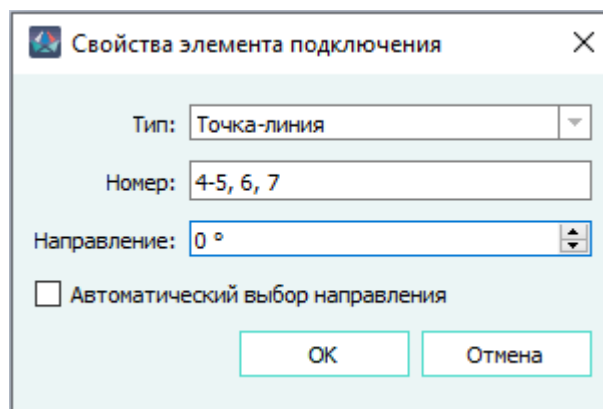 Свойства элемента подключения
Тип: Точка-линия
Номер: 4-5, 6, 7
Направление: 0 °
Автоматический выбор направления
OK Отмена